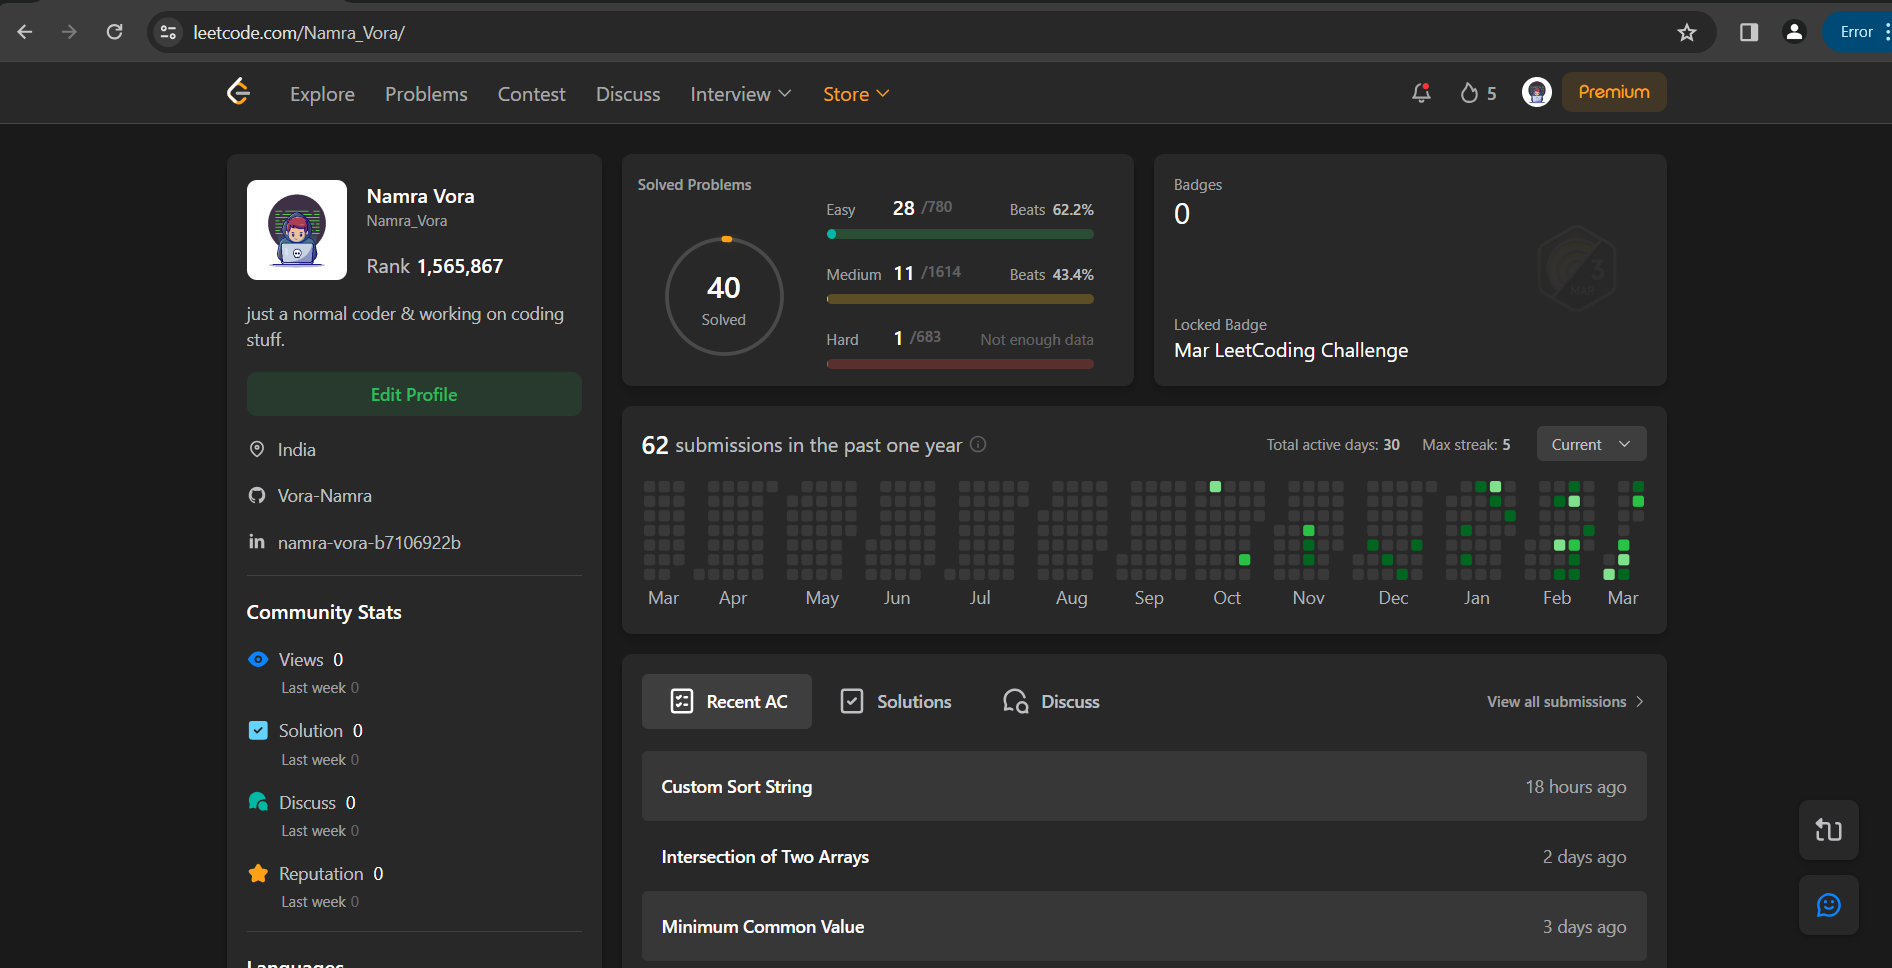 leetcode.com/Namra_Vora/
Error
Explore Problems Contest Discuss Interview Store 5 Premium
Namra Vora
Namra_Vora
Rank 1,565,867
just a normal coder & working on coding
stuff.
Edit Profile
India
Vora-Namra
namra-vora-b7106922b
Community Stats
Views 0
Last week 0
Solution 0
Last week 0
Discuss 0
Last week 0
Reputation 0
Last week 0
Languages
Solved Problems
40
Solved
Easy 28 /780 Beats 62.2%
Medium 11 /1614 Beats 43.4%
Hard 1 /683 Not enough data
Badges
0
3
MAR
Locked Badge
Mar LeetCoding Challenge
62 submissions in the past one year Total active days: 30 Max streak: 5 Current
Mar Apr May Jun Jul Aug Sep Oct Nov Dec Jan Feb Mar
Recent AC Solutions Discuss View all submissions
Custom Sort String 18 hours ago
Intersection of Two Arrays 2 days ago
Minimum Common Value 3 days ago